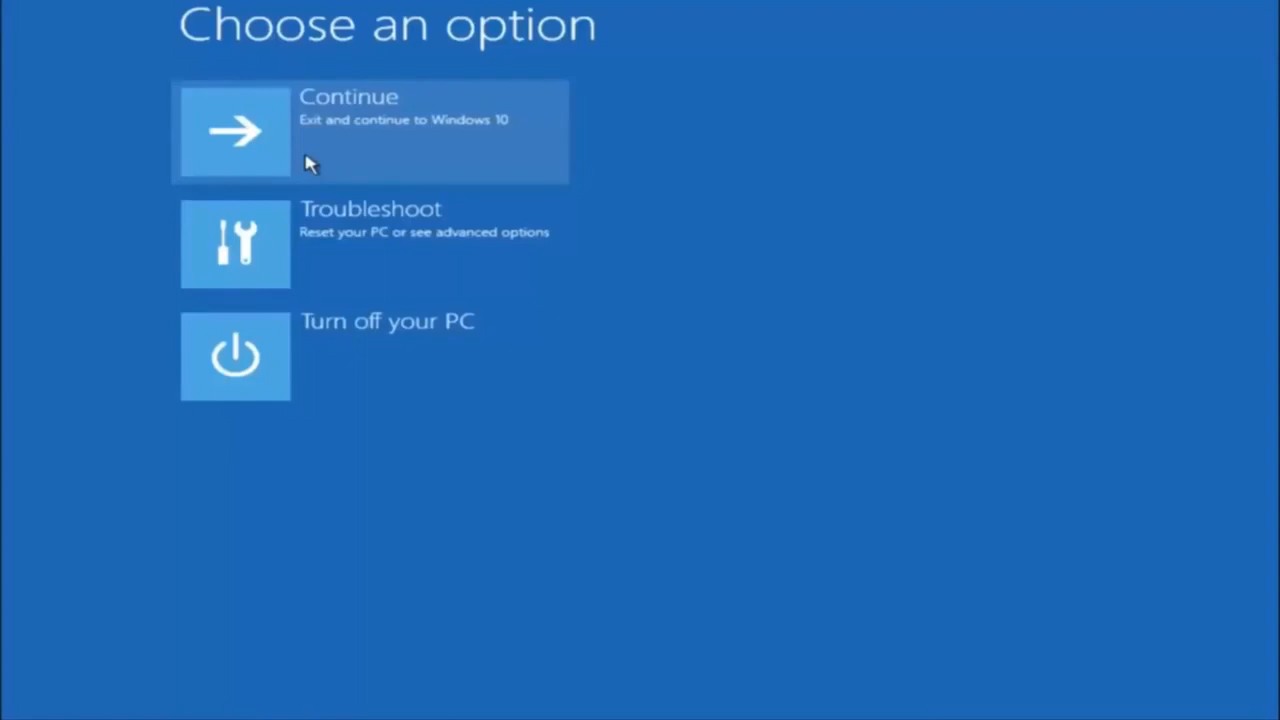 Choose an option
Continue
Exit and continue to Windows 10
Troubleshoot
Reset your PC or see advanced options
Turn off your PC